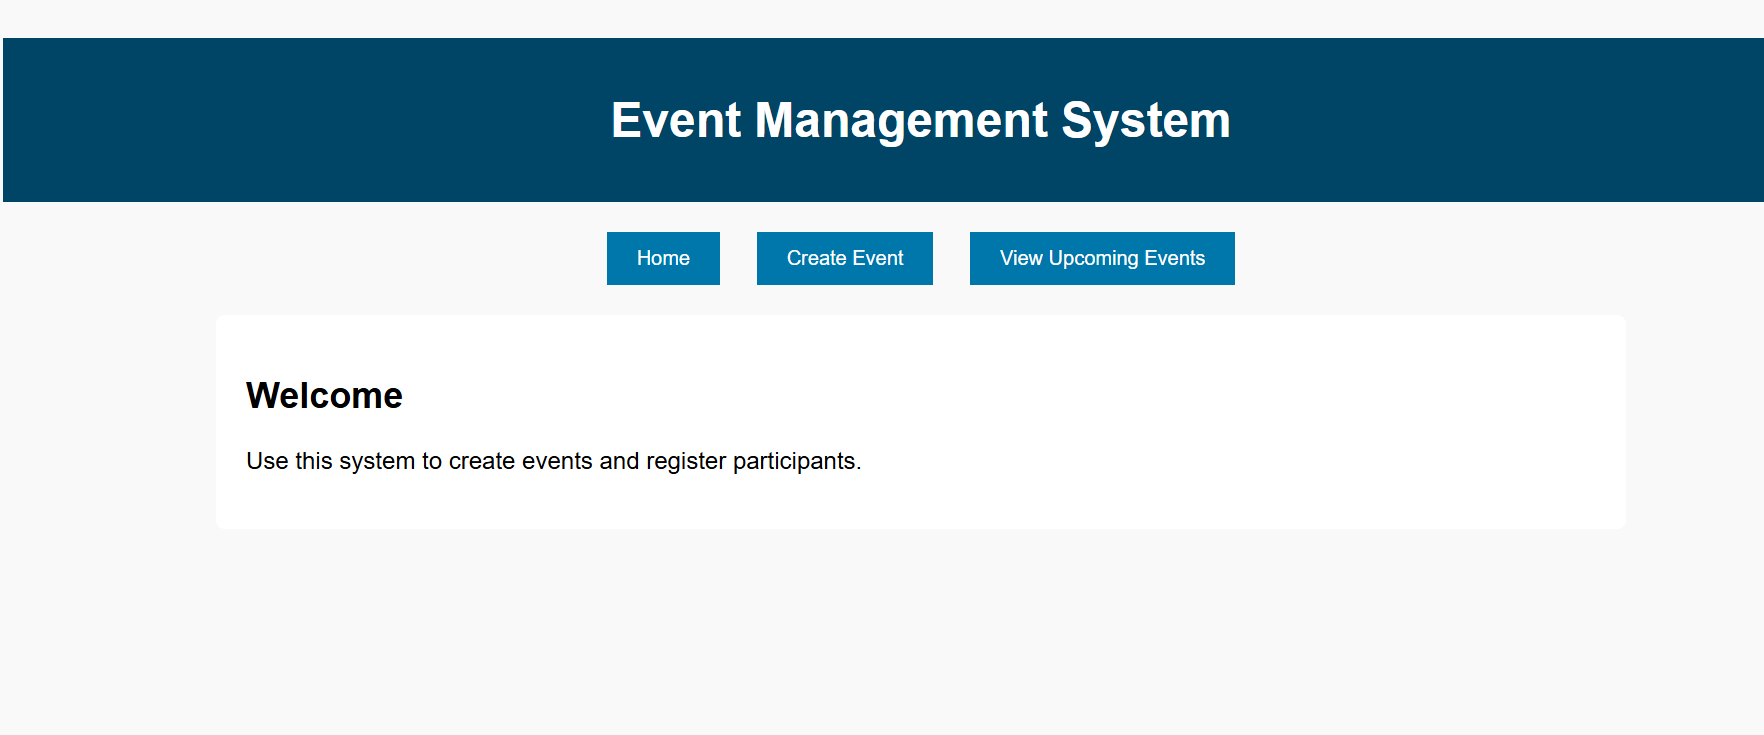 Event Management System
Home Create Event View Upcoming Events
Welcome
Use this system to create events and register participants.